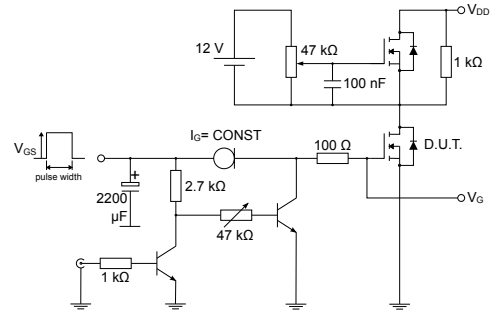 V_DD
12 V
47 kΩ
1 kΩ
100 nF
V_GS
pulse width
I_G= CONST
100 Ω
D.U.T.
2.7 kΩ
+
2200
µF
47 kΩ
V_G
1 kΩ